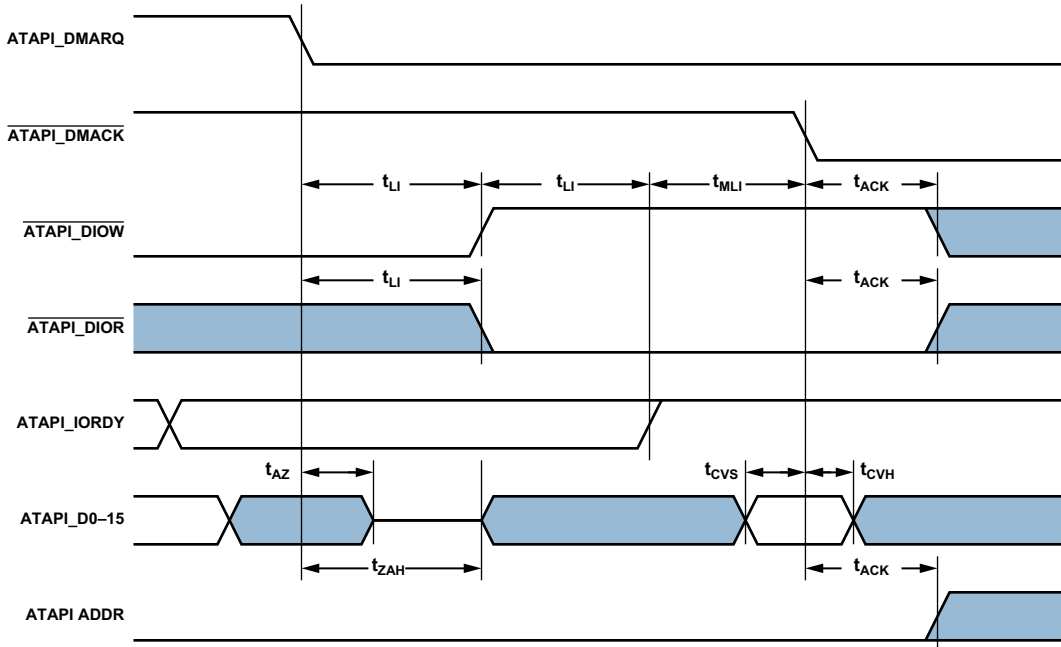 ATAPI_DMARQ
ATAPI_DMACK
tLI tLI tMLI tACK
ATAPI_DIOW
tLI tACK
ATAPI_DIOR
ATAPI_IORDY
tAZ tCVS tCVH
ATAPI_D0–15
tZAH tACK
ATAPI ADDR